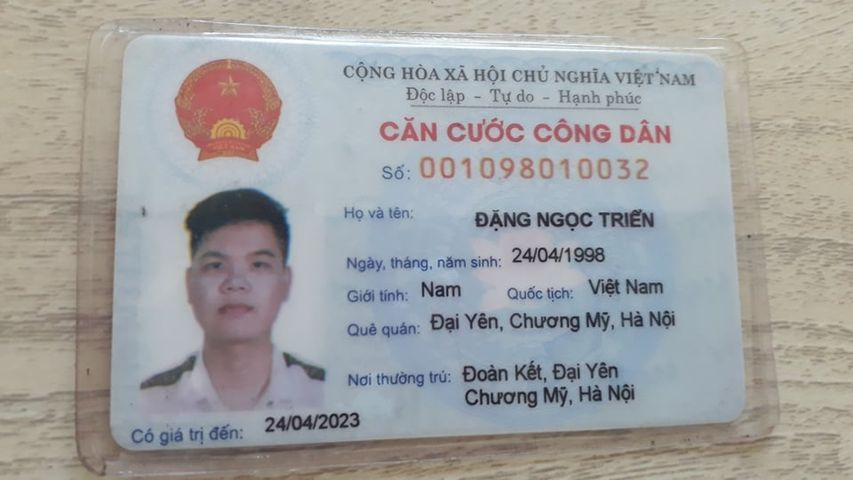 CỘNG HÒA XÃ HỘI CHỦ NGHĨA VIỆT NAM
Độc lập - Tự do - Hạnh phúc
CĂN CƯỚC CÔNG DÂN
Số: 001098010032
Họ và tên: ĐẶNG NGỌC TRIỂN
Ngày, tháng, năm sinh: 24/04/1998
Giới tính: Nam Quốc tịch: Việt Nam
Quê quán: Đại Yên, Chương Mỹ, Hà Nội
Nơi thường trú: Đoàn Kết, Đại Yên
Chương Mỹ, Hà Nội
Có giá trị đến: 24/04/2023